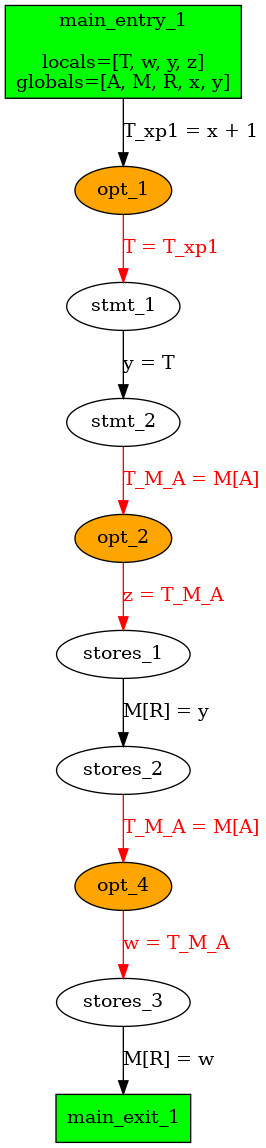 main_entry_1
locals=[T, w, y, z]
globals=[A, M, R, x, y]
T_xp1 = x + 1
opt_1
T = T_xp1
stmt_1
y = T
stmt_2
T_M_A = M[A]
opt_2
z = T_M_A
stores_1
M[R] = y
stores_2
T_M_A = M[A]
opt_4
w = T_M_A
stores_3
M[R] = w
main_exit_1